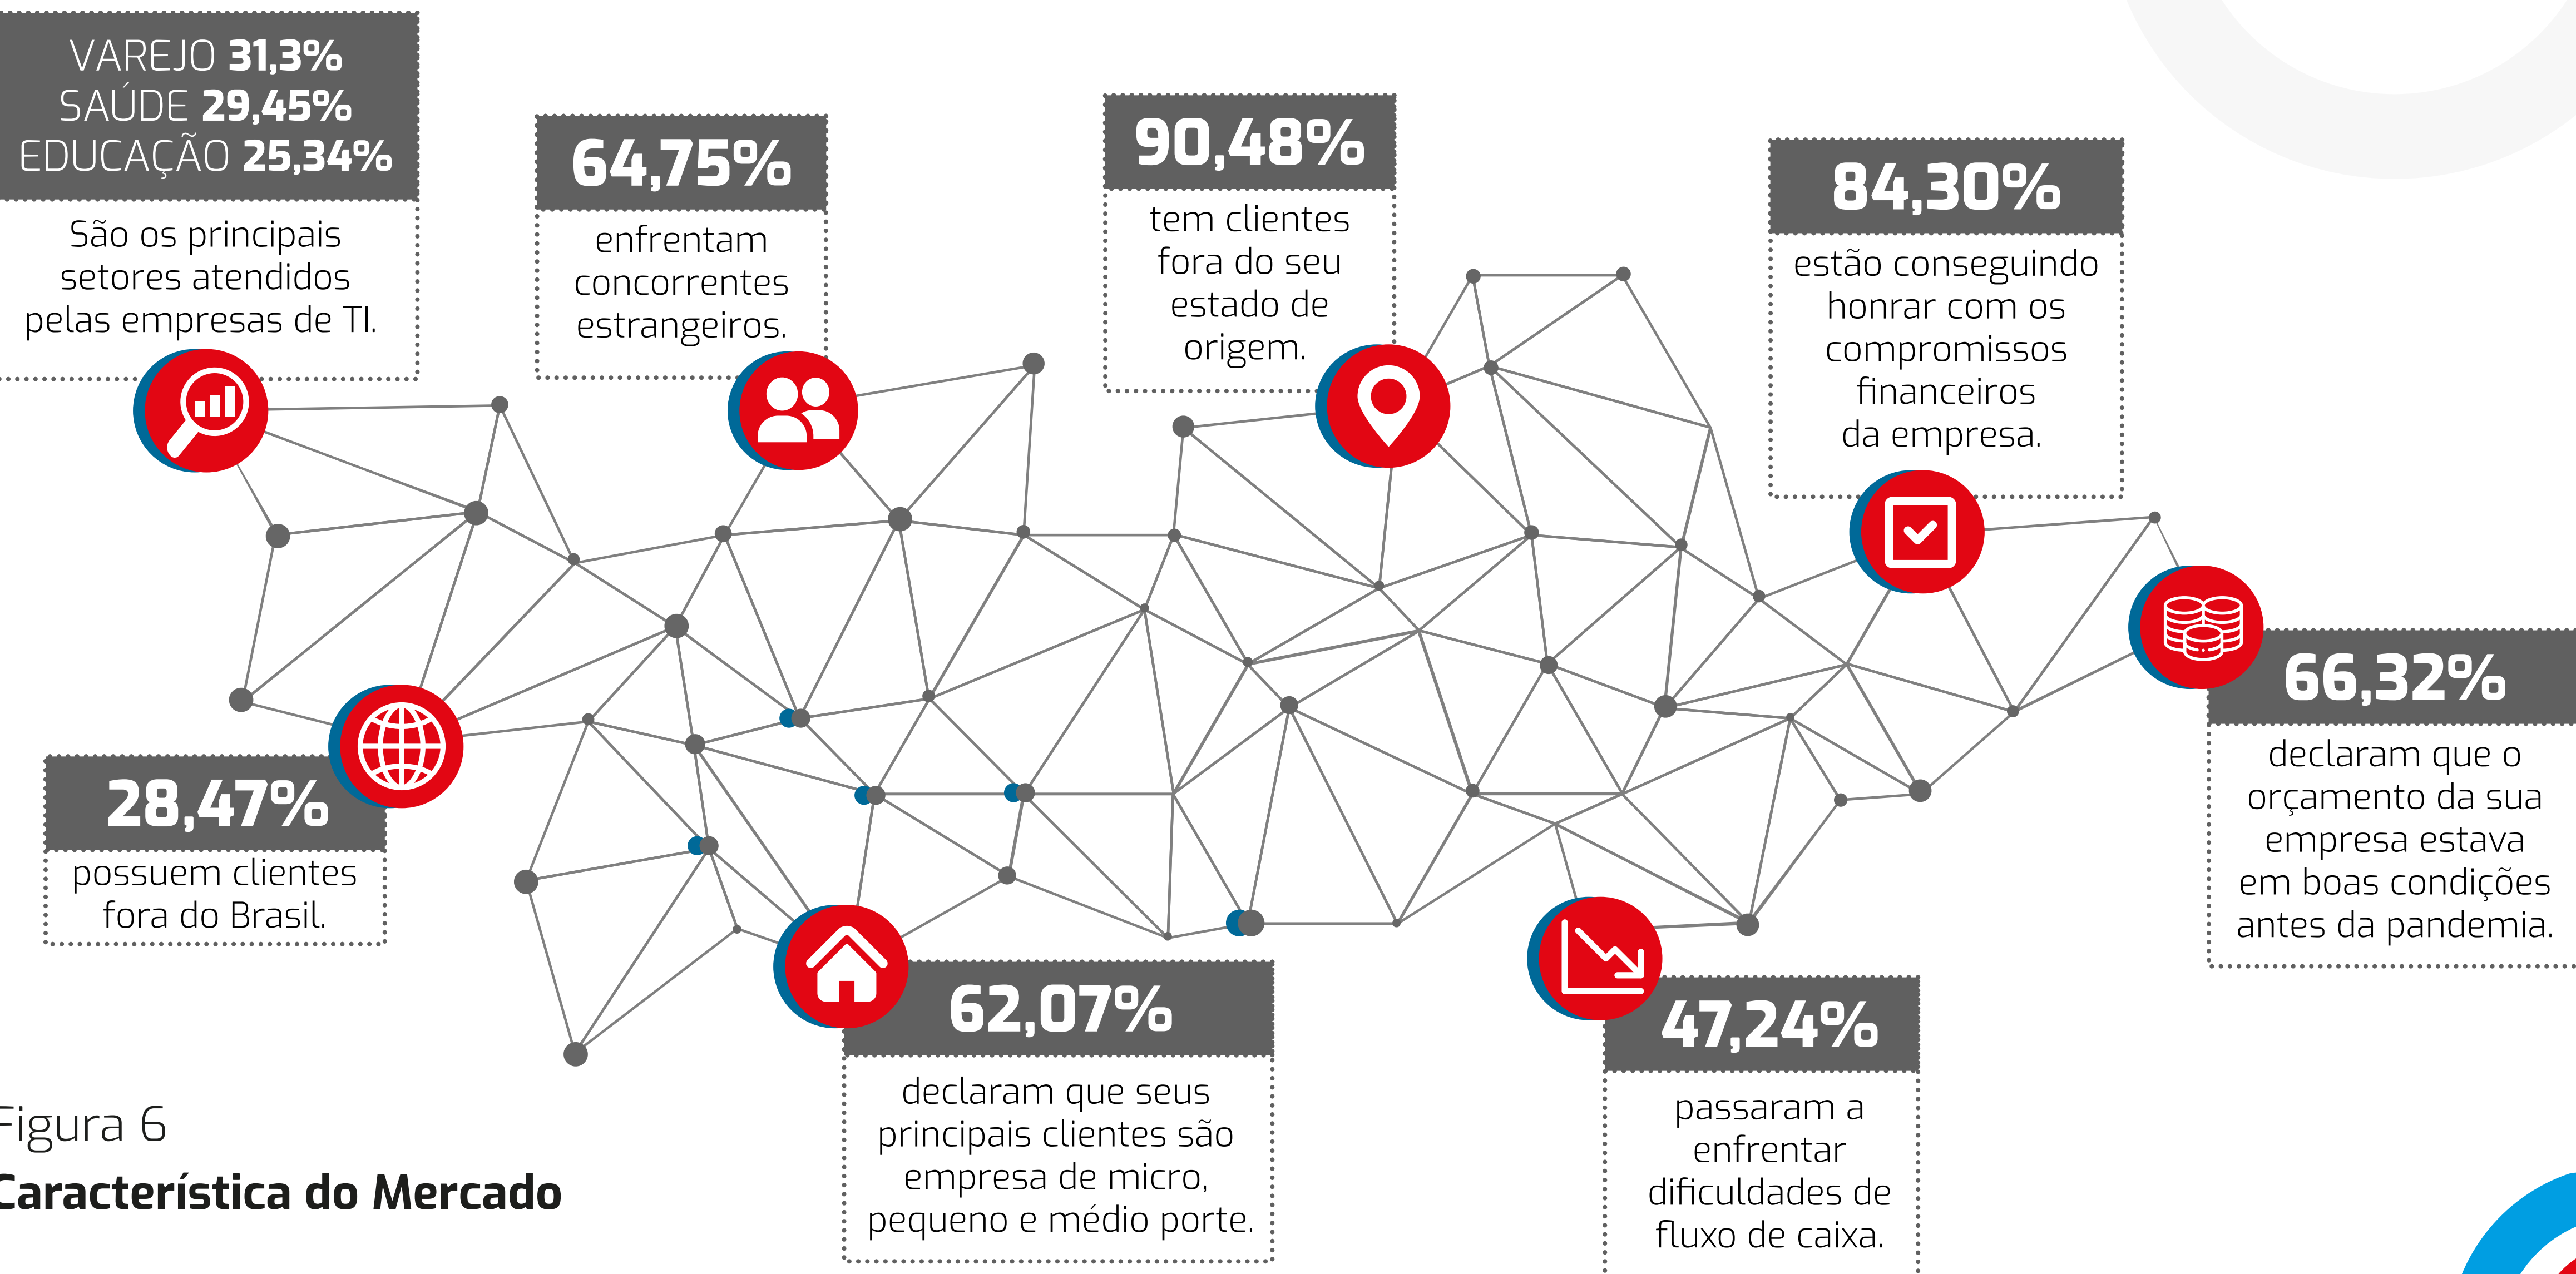 VAREJO 31,3%
SAÚDE 29,45%
EDUCAÇÃO 25,34%
São os principais
setores atendidos
pelas empresas de TI.
64,75%
enfrentam
concorrentes
estrangeiros.
90,48%
tem clientes
fora do seu
estado de
origem.
84,30%
estão conseguindo
honrar com os
compromissos
financeiros
da empresa.
66,32%
declaram que o
orçamento da sua
empresa estava
em boas condições
antes da pandemia.
28,47%
possuem clientes
fora do Brasil.
62,07%
declaram que seus
principais clientes são
empresa de micro,
pequeno e médio porte.
47,24%
passaram a
enfrentar
dificuldades de
fluxo de caixa.
Figura 6
Característica do Mercado